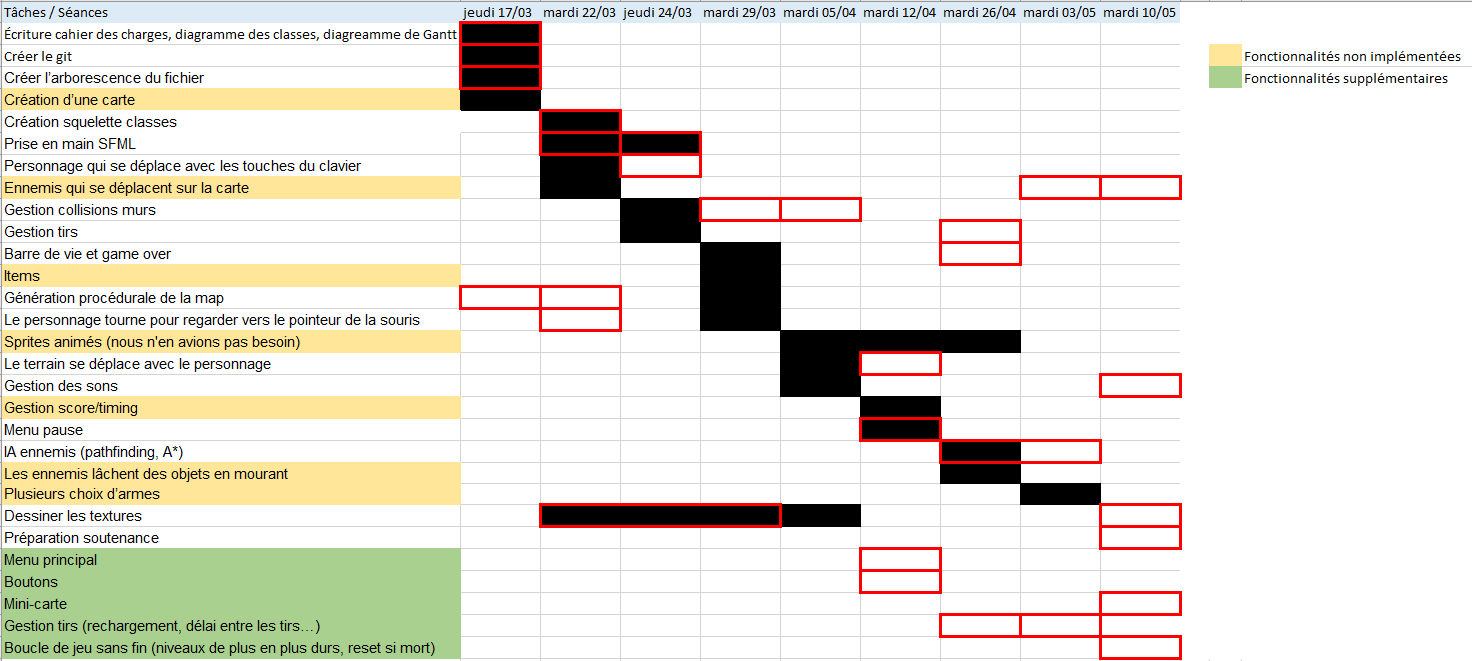 Tâches / Séances jeudi 17/03 mardi 22/03 jeudi 24/03 mardi 29/03 mardi 05/04 mardi 12/04 mardi 26/04 mardi 03/05 mardi 10/05
Écriture cahier des charges, diagramme des classes, diagreamme de Gantt
Créer le git
Créer l'arborescence du fichier
Création d'une carte
Création squelette classes
Prise en main SFML
Personnage qui se déplace avec les touches du clavier
Ennemis qui se déplacent sur la carte
Gestion collisions murs
Gestion tirs
Barre de vie et game over
Items
Génération procédurale de la map
Le personnage tourne pour regarder vers le pointeur de la souris
Sprites animés (nous n'en avions pas besoin)
Le terrain se déplace avec le personnage
Gestion des sons
Gestion score/timing
Menu pause
IA ennemis (pathfinding, A*)
Les ennemis lâchent des objets en mourant
Plusieurs choix d'armes
Dessiner les textures
Préparation soutenance
Menu principal
Boutons
Mini-carte
Gestion tirs (rechargement, délai entre les tirs…)
Boucle de jeu sans fin (niveaux de plus en plus durs, reset si mort)
Fonctionnalités non implémentées
Fonctionnalités supplémentaires